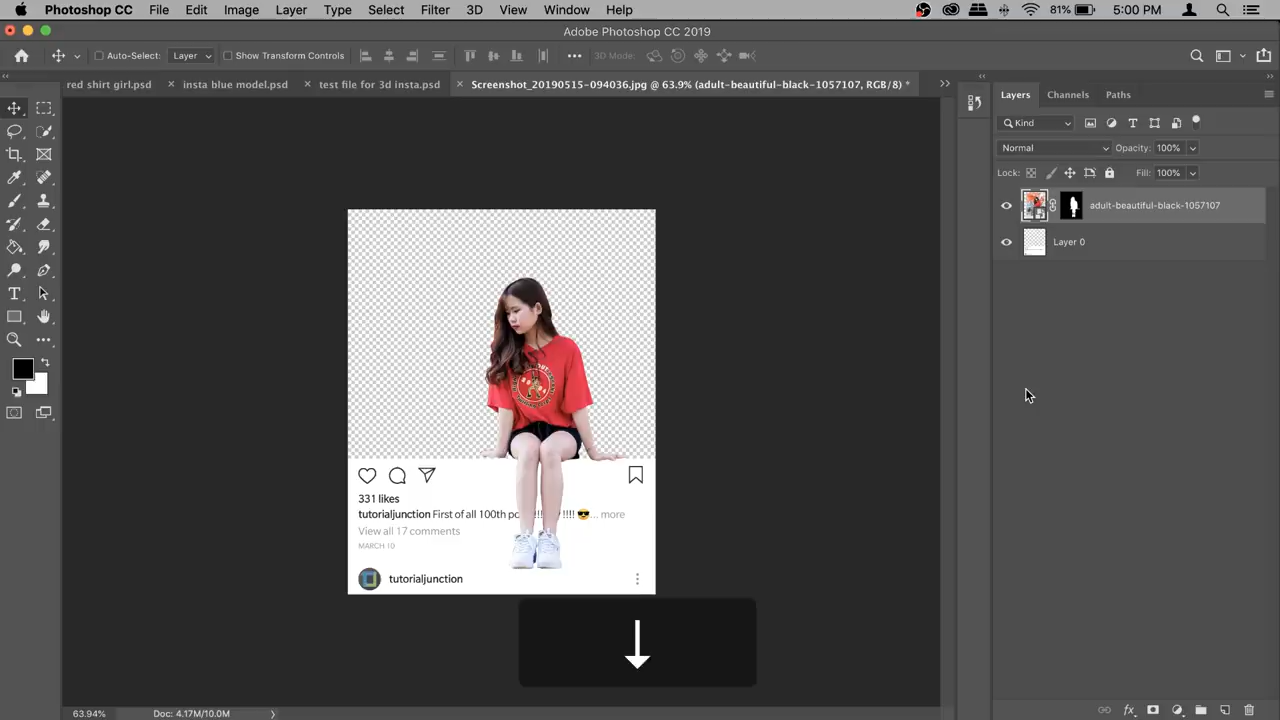 Photoshop CC File Edit Image Layer Type Select Filter 3D View Window Help 81% 5:00 PM
Adobe Photoshop CC 2019
Auto-Select: Layer Show Transform Controls 3D Mode:
red shirt girl.psd insta blue model.psd test file for 3d insta.psd Screenshot_20190515-094036.jpg @ 63.9% (adult-beautiful-black-1057107, RGB/8) *
Layers Channels Paths
Kind
Normal Opacity: 100%
Lock: Fill: 100%
adult-beautiful-black-1057107
Layer 0
331 likes
tutorialjunction First of all 100th !!!! ... more
View all 17 comments
MARCH 10
tutorialjunction
63.94% Doc: 4.17M/10.0M